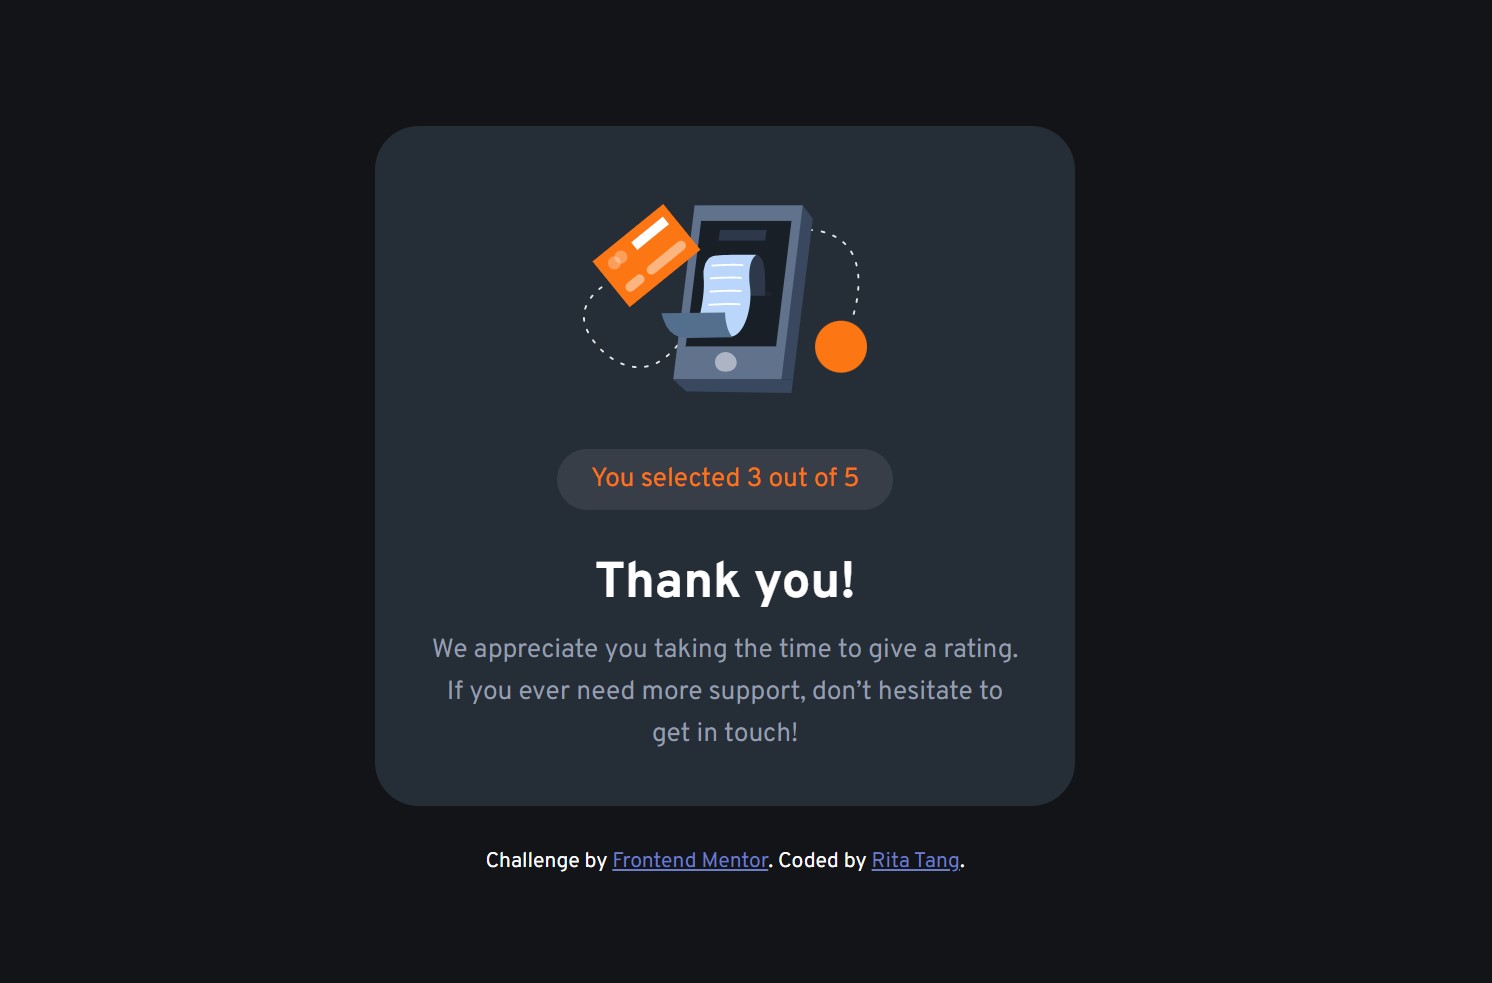 You selected 3 out of 5
Thank you!
We appreciate you taking the time to give a rating.
If you ever need more support, don’t hesitate to
get in touch!
Challenge by Frontend Mentor. Coded by Rita Tang.